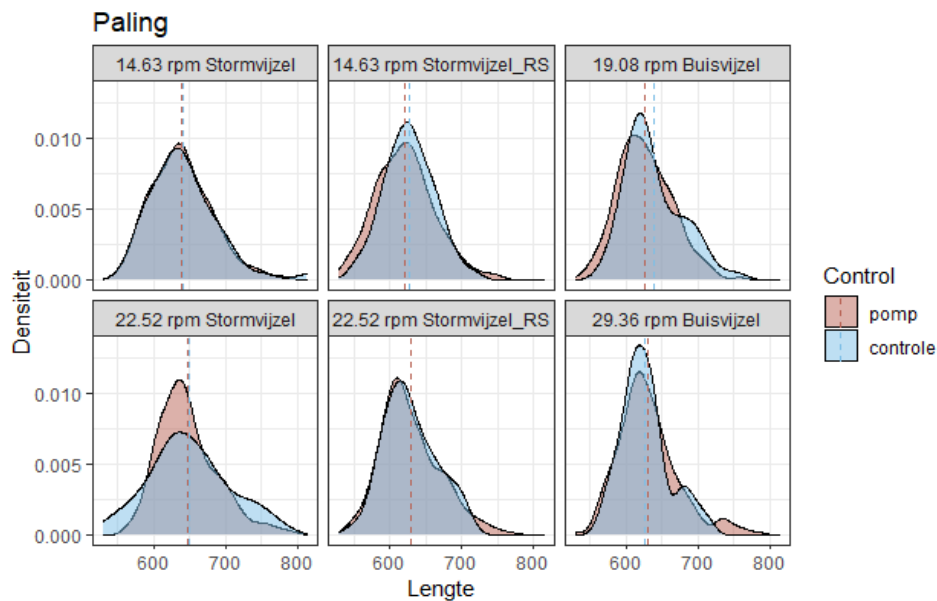 Paling
14.63 rpm Stormvijzel
14.63 rpm Stormvijzel_RS
19.08 rpm Buisvijzel
0.010
0.005
0.000
22.52 rpm Stormvijzel
22.52 rpm Stormvijzel_RS
29.36 rpm Buisvijzel
0.010
0.005
0.000
600 700 800
600 700 800
600 700 800
Densiteit
Lengte
Control
pomp
controle